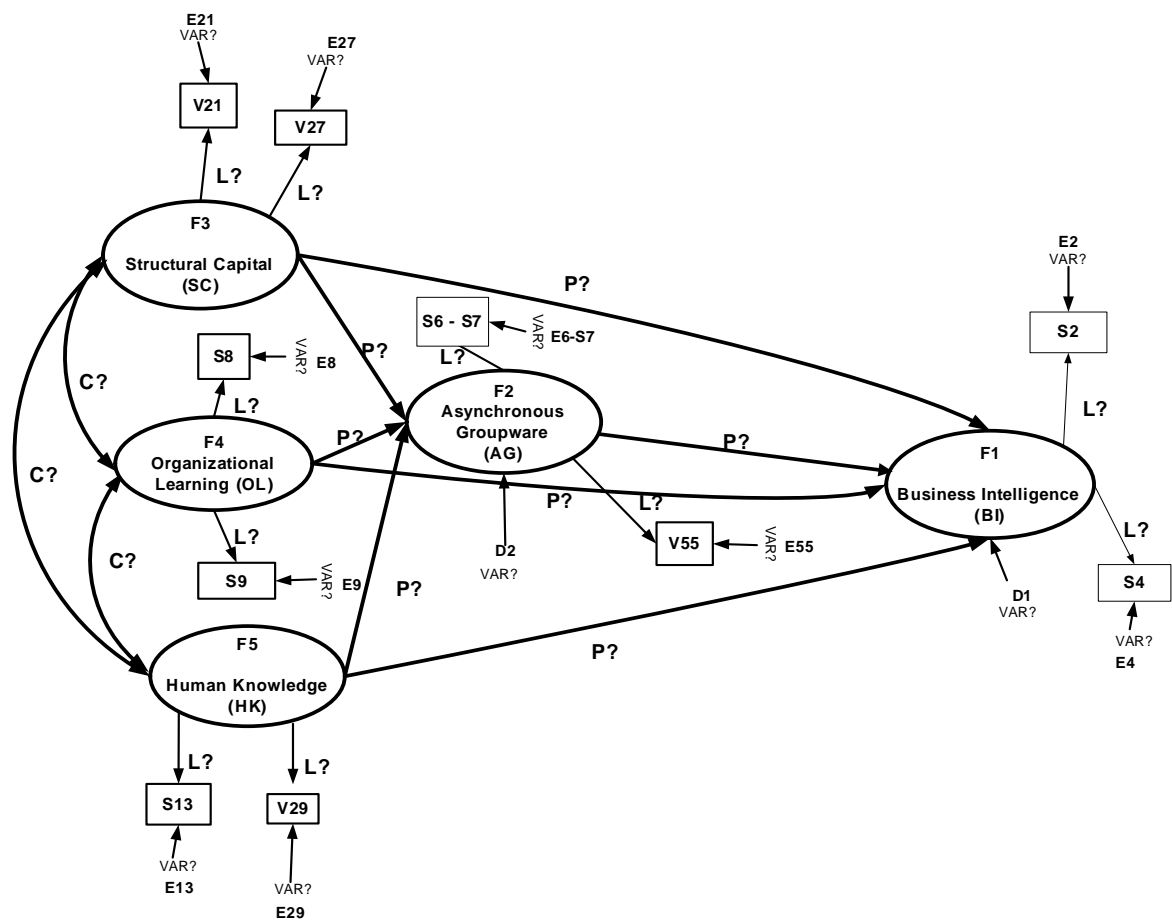 E21
VAR?
E27
VAR?
V21
V27
L?
L?
F3
Structural Capital
(SC)
P?
E2
VAR?
S2
S6 - S7
VAR?
E6-S7
L?
S8
VAR?
E8
P?
C?
L?
F2
Asynchronous
Groupware
(AG)
L?
F4
Organizational
Learning (OL)
P?
P?
F1
Business Intelligence
(BI)
C?
P?
L?
L?
L?
C?
D2
VAR?
V55
VAR?
E55
S9
VAR?
E9
P?
D1
VAR?
S4
VAR?
E4
F5
Human Knowledge
(HK)
P?
L?
L?
S13
V29
VAR?
E13
VAR?
E29